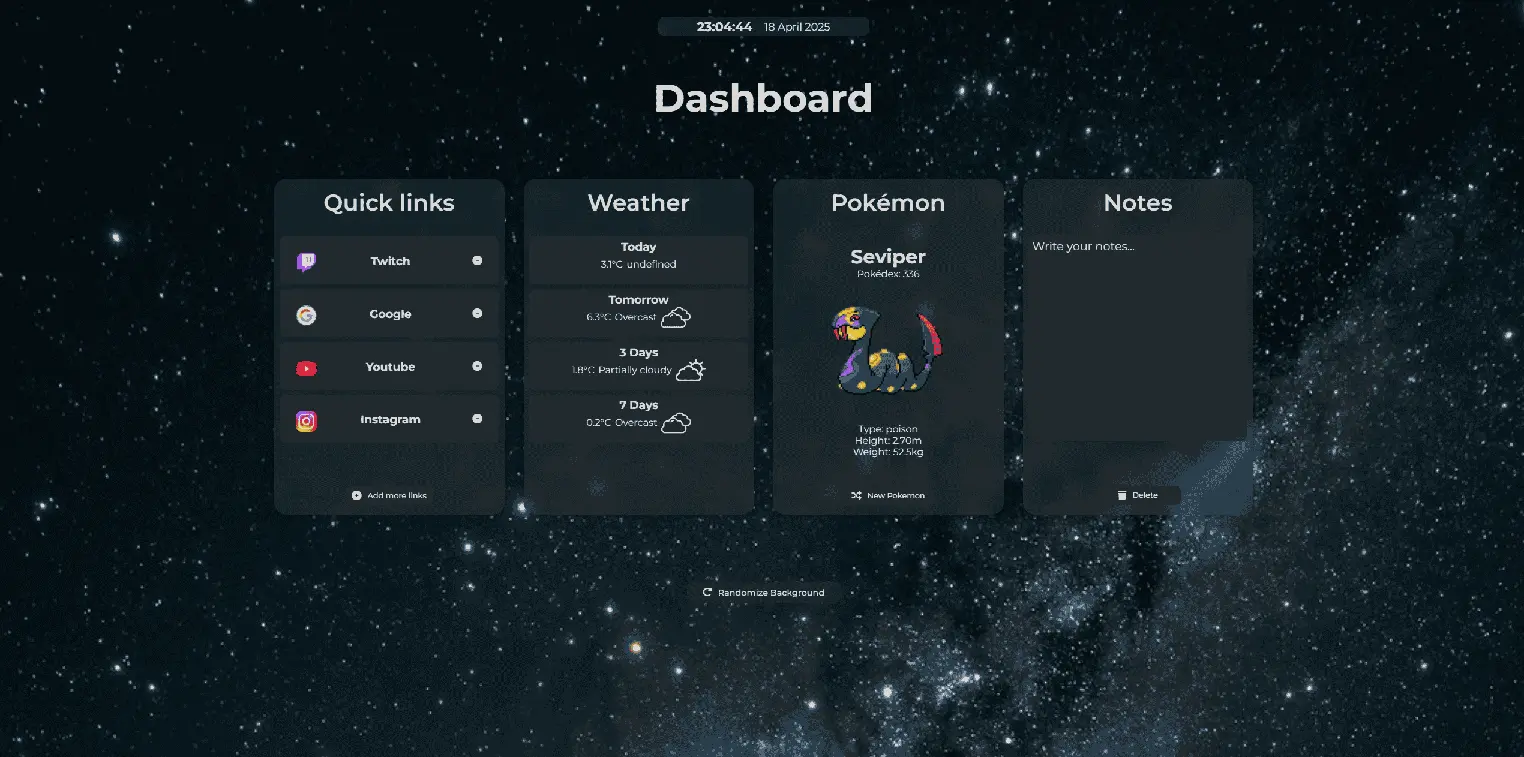 23:04:44 18 April 2025
Dashboard
Quick links
Twitch
Google
Youtube
Instagram
Add more links
Weather
Today
3.1°C undefined
Tomorrow
6.3°C Overcast
3 Days
1.8°C Partially cloudy
7 Days
0.2°C Overcast
Pokémon
Seviper
Pokédex: 336
Type: poison
Height: 2.70m
Weight: 52.5kg
New Pokemon
Notes
Write your notes...
Delete
Randomize Background